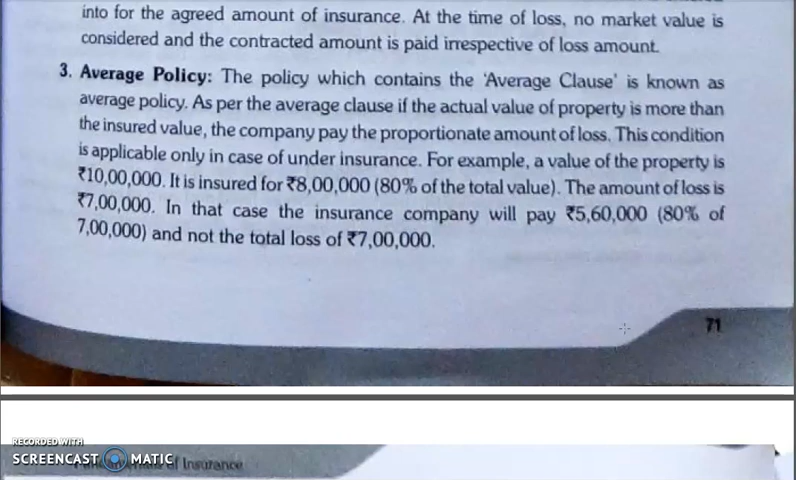 into for the agreed amount of insurance. At the time of loss, no market value is
considered and the contracted amount is paid irrespective of loss amount.
3. Average Policy: The policy which contains the 'Average Clause' is known as
average policy. As per the average clause if the actual value of property is more than
the insured value, the company pay the proportionate amount of loss. This condition
is applicable only in case of under insurance. For example, a value of the property is
₹10,00,000. It is insured for ₹8,00,000 (80% of the total value). The amount of loss is
₹7,00,000. In that case the insurance company will pay ₹5,60,000 (80% of
7,00,000) and not the total loss of ₹7,00,000.
71
RECORDED WITH
SCREENCAST MATIC
of Insurance